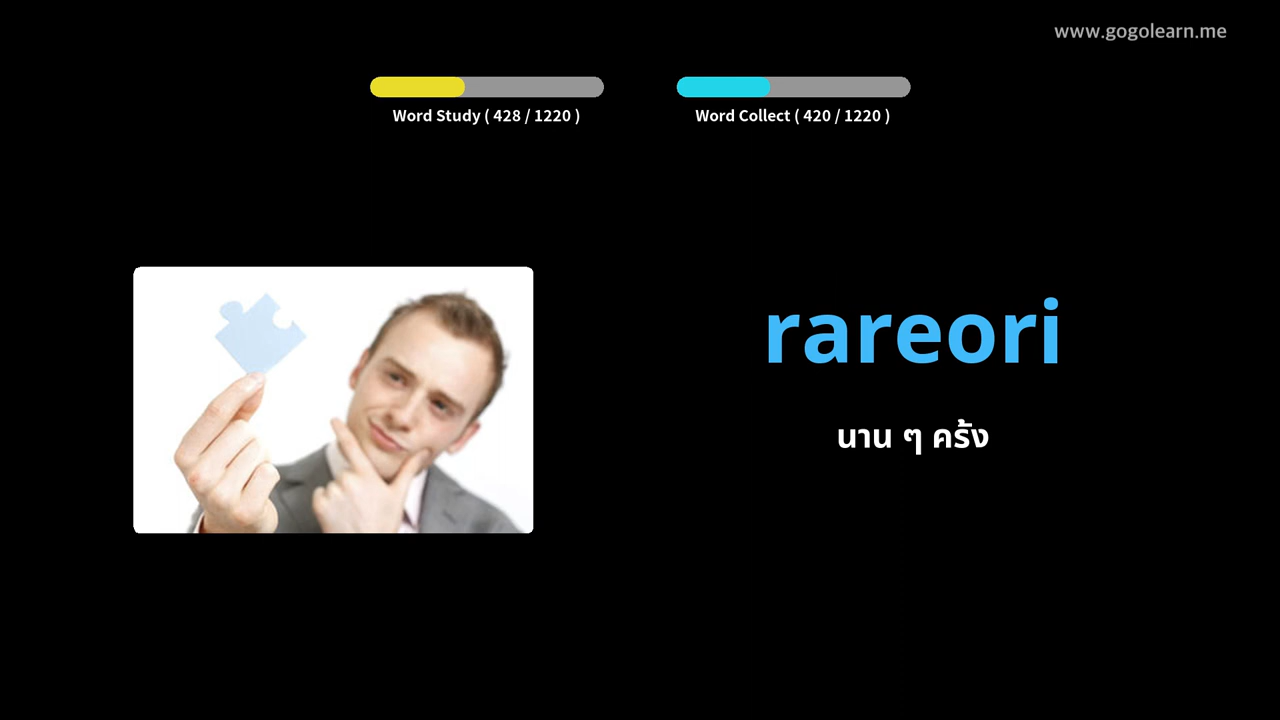 www.gogolearn.me
Word Study ( 428 / 1220 )
Word Collect ( 420 / 1220 )
rareori
นาน ๆ ครั้ง